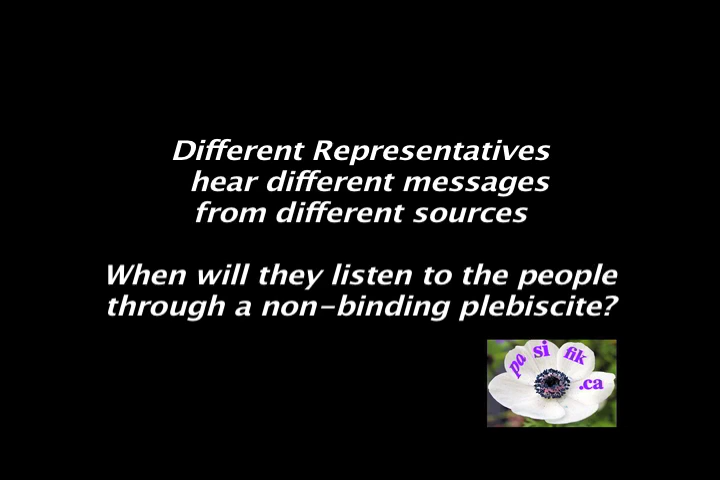 Different Representatives
hear different messages
from different sources
When will they listen to the people
through a non-binding plebiscite?
pa si fik
.ca